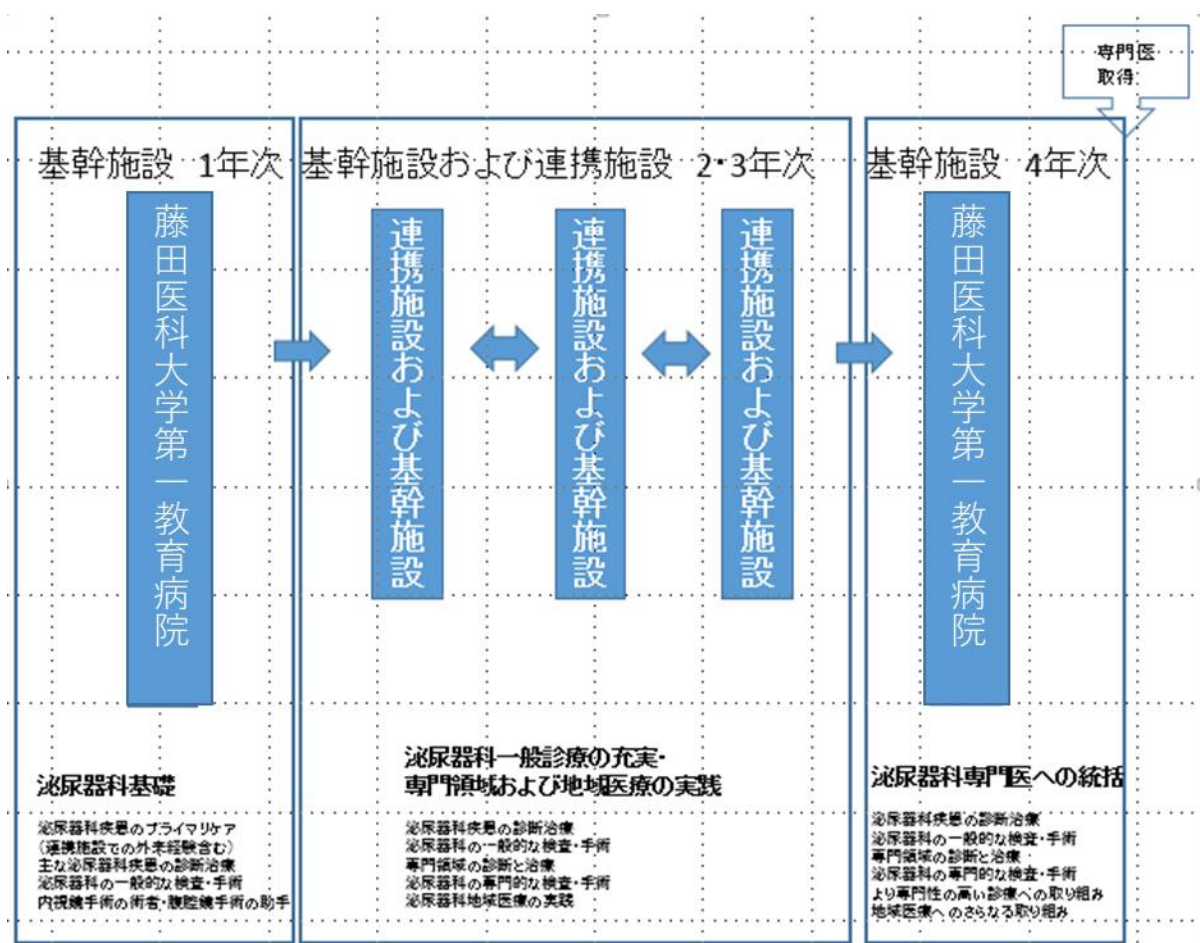 専門医
取得
基幹施設 1年次
藤田医科大学第一教育病院
泌尿器科基礎
泌尿器科疾患のプライマリケア
(連携施設での外来経験含む)
主な泌尿器科疾患の診断治療
泌尿器科の一般的な検査・手術
内視鏡手術の術者・腹腔鏡手術の助手
基幹施設および連携施設 2・3年次
連携施設および基幹施設
連携施設および基幹施設
連携施設および基幹施設
泌尿器科一般診療の充実・
専門領域および地域医療の実践
泌尿器科疾患の診断治療
泌尿器科の一般的な検査・手術
専門領域の診断と治療
泌尿器科の専門的な検査・手術
泌尿器科地域医療の実践
基幹施設 4年次
藤田医科大学第一教育病院
泌尿器科専門医への統括
泌尿器科疾患の診断治療
泌尿器科の一般的な検査・手術
専門領域の診断と治療
泌尿器科の専門的な検査・手術
より専門性の高い診療への取り組み
地域医療へのさらなる取り組み